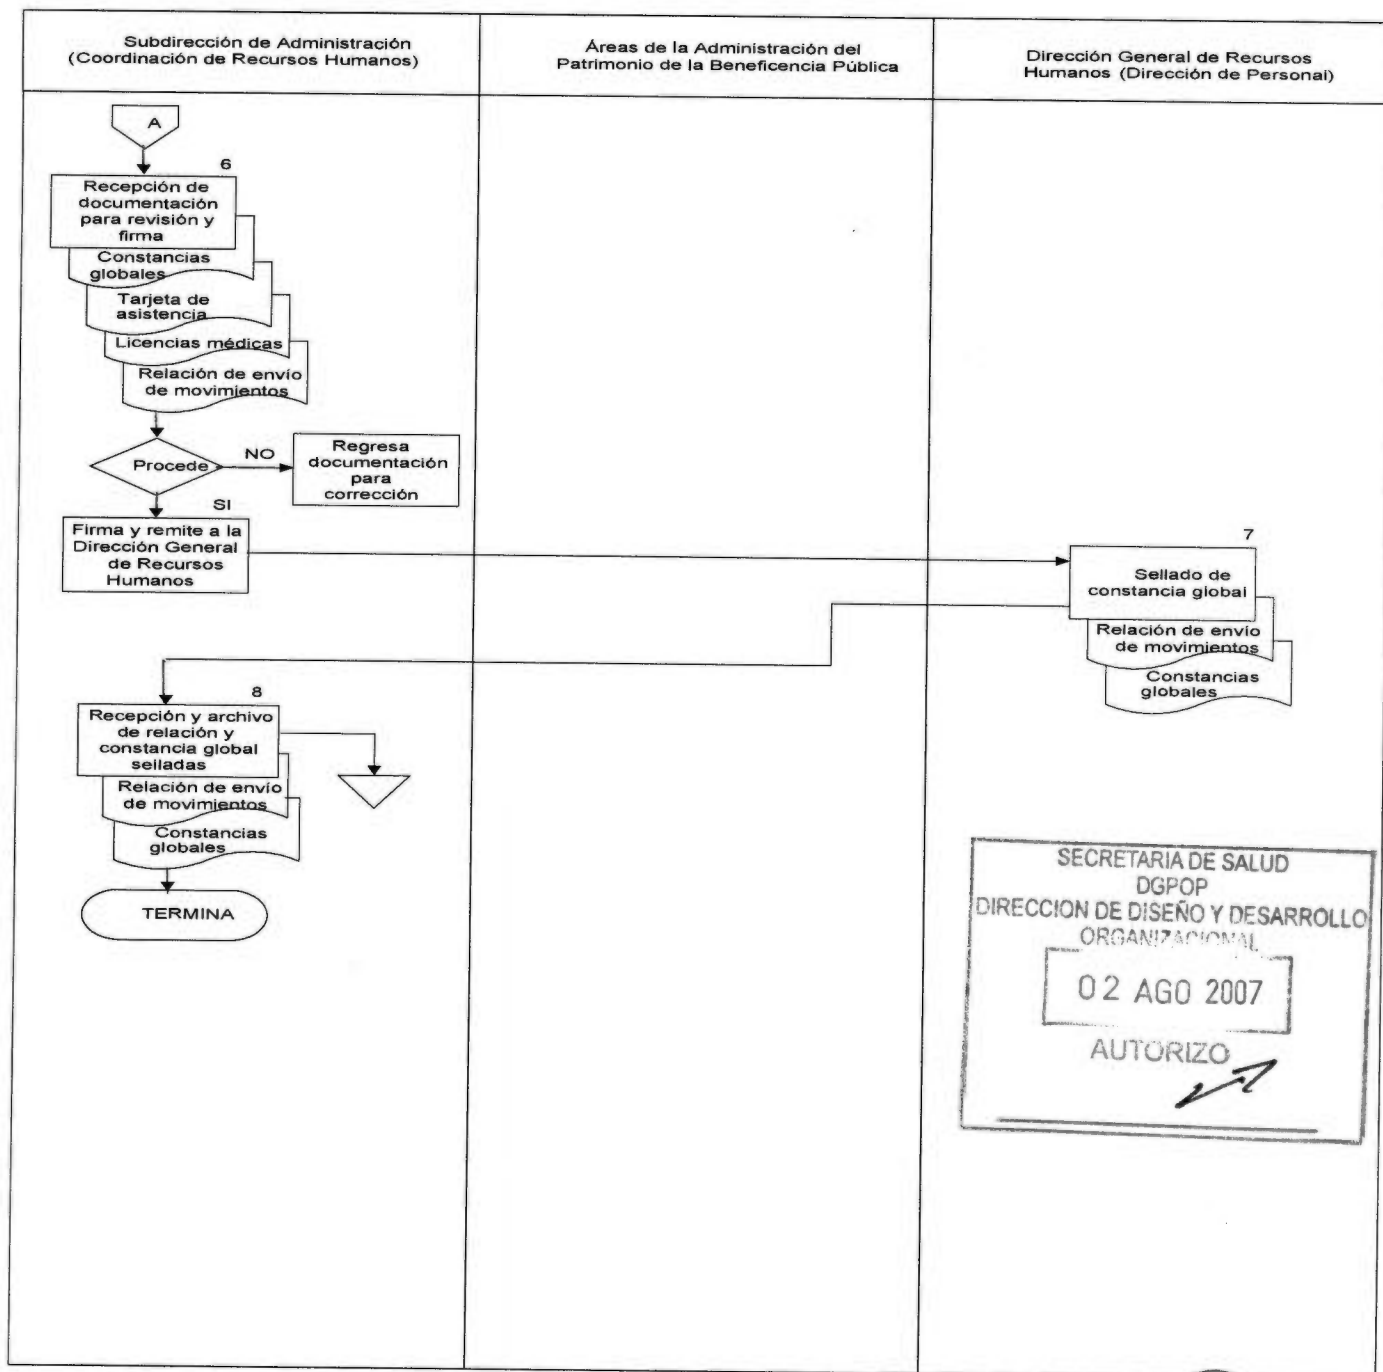 Subdirección de Administración
(Coordinación de Recursos Humanos)
Áreas de la Administración del
Patrimonio de la Beneficencia Pública
Dirección General de Recursos
Humanos (Dirección de Personal)
A
6
Recepción de
documentación
para revisión y
firma
Constancias
globales
Tarjeta de
asistencia
Licencias médicas
Relación de envío
de movimientos
Procede
NO
Regresa
documentación
para
corrección
SI
Firma y remite a la
Dirección General
de Recursos
Humanos
7
Sellado de
constancia global
Relación de envío
de movimientos
Constancias
globales
8
Recepción y archivo
de relación y
constancia global
selladas
Relación de envío
de movimientos
Constancias
globales
TERMINA
SECRETARIA DE SALUD
DGPOP
DIRECCION DE DISEÑO Y DESARROLLO
ORGANIZACIONAL
02 AGO 2007
AUTORIZO